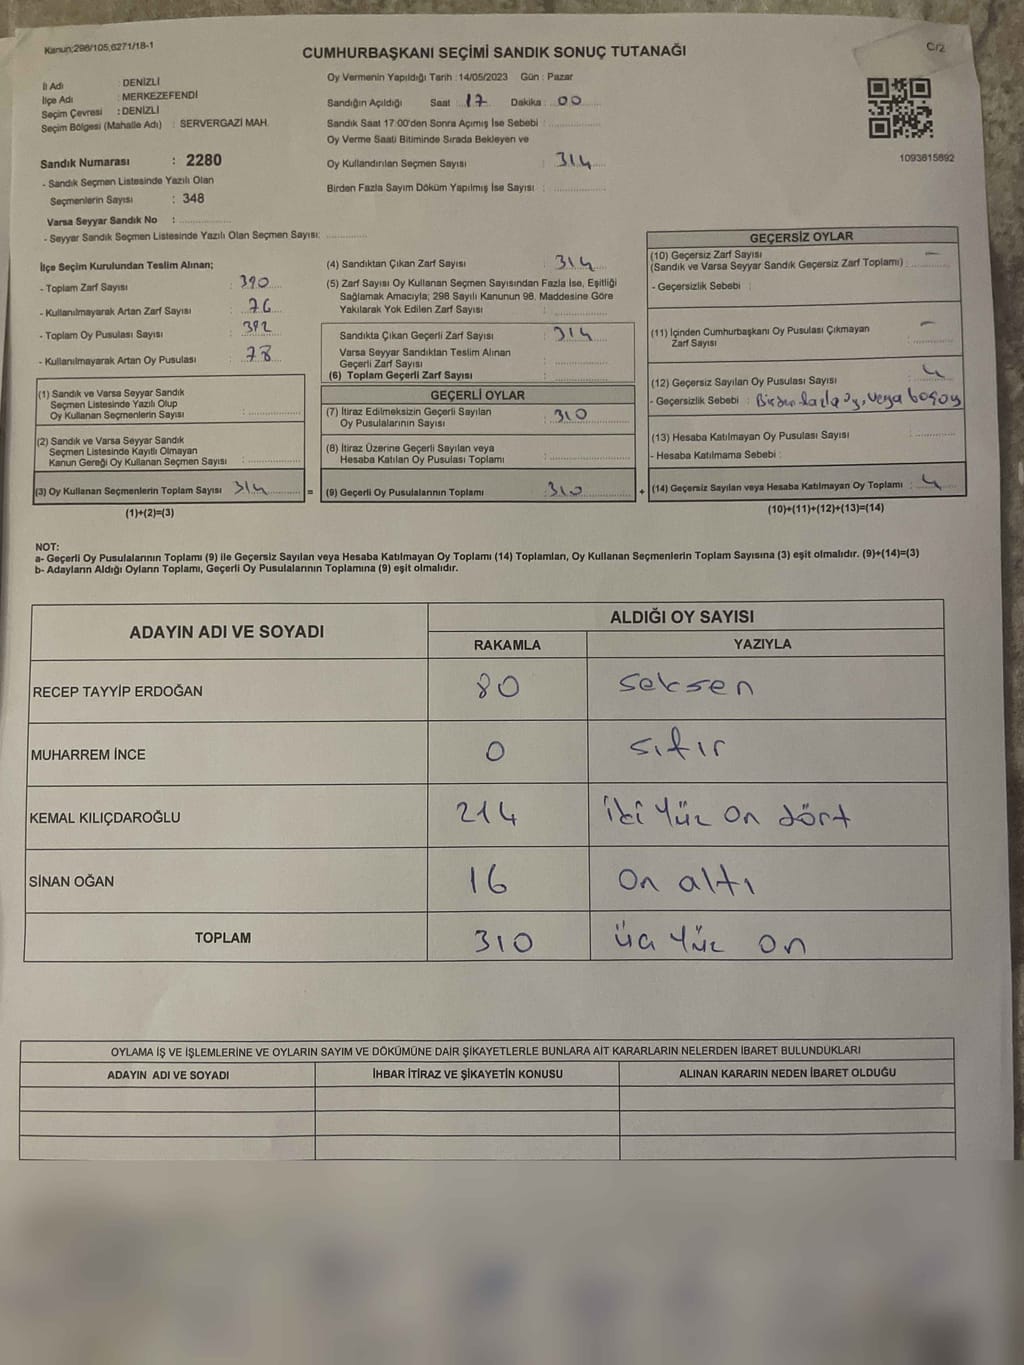 Kanun;298/105,6271/18-1
C/2
CUMHURBAŞKANI SEÇİMİ SANDIK SONUÇ TUTANAĞI
İl Adı : DENİZLİ
İlçe Adı : MERKEZEFENDİ
Seçim Çevresi : DENİZLİ
Seçim Bölgesi (Mahalle Adı) : SERVERGAZİ MAH.
Oy Vermenin Yapıldığı Tarih : 14/05/2023 Gün : Pazar
Sandığın Açıldığı Saat : 17 Dakika : 00
Sandık Saat 17:00'den Sonra Açımış İse Sebebi :
Oy Verme Saati Bitiminde Sırada Bekleyen ve
Oy Kullandırılan Seçmen Sayısı : 314
Birden Fazla Sayım Döküm Yapılmış İse Sayısı :
1093615892
Sandık Numarası : 2280
- Sandık Seçmen Listesinde Yazılı Olan
Seçmenlerin Sayısı : 348
Varsa Seyyar Sandık No :
- Seyyar Sandık Seçmen Listesinde Yazılı Olan Seçmen Sayısı:
İlçe Seçim Kurulundan Teslim Alınan;
- Toplam Zarf Sayısı : 390
- Kullanılmayarak Artan Zarf Sayısı : 76
- Toplam Oy Pusulası Sayısı : 392
- Kullanılmayarak Artan Oy Pusulası : 78
(1) Sandık ve Varsa Seyyar Sandık
Seçmen Listesinde Yazılı Olup
Oy Kullanan Seçmenlerin Sayısı :
(2) Sandık ve Varsa Seyyar Sandık
Seçmen Listesinde Kayıtlı Olmayan
Kanun Gereği Oy Kullanan Seçmen Sayısı :
(3) Oy Kullanan Seçmenlerin Toplam Sayısı 314
(1)+(2)=(3)
(4) Sandıktan Çıkan Zarf Sayısı : 314
(5) Zarf Sayısı Oy Kullanan Seçmen Sayısından Fazla İse, Eşitliği
Sağlamak Amacıyla; 298 Sayılı Kanunun 98. Maddesine Göre
Yakılarak Yok Edilen Zarf Sayısı :
Sandıkta Çıkan Geçerli Zarf Sayısı : 314
Varsa Seyyar Sandıktan Teslim Alınan
Geçerli Zarf Sayısı :
(6) Toplam Geçerli Zarf Sayısı :
GEÇERLİ OYLAR
(7) İtiraz Edilmeksizin Geçerli Sayılan
Oy Pusulalarının Sayısı : 310
(8) İtiraz Üzerine Geçerli Sayılan veya
Hesaba Katılan Oy Pusulası Toplamı :
= (9) Geçerli Oy Pusulalarının Toplamı : 310
GEÇERSİZ OYLAR
(10) Geçersiz Zarf Sayısı —
(Sandık ve Varsa Seyyar Sandık Geçersiz Zarf Toplamı) :
- Geçersizlik Sebebi :
(11) İçinden Cumhurbaşkanı Oy Pusulası Çıkmayan —
Zarf Sayısı :
(12) Geçersiz Sayılan Oy Pusulası Sayısı : 4
- Geçersizlik Sebebi : Birden fazla oy, veya boş oy
(13) Hesaba Katılmayan Oy Pusulası Sayısı :
- Hesaba Katılmama Sebebi :
+ (14) Geçersiz Sayılan veya Hesaba Katılmayan Oy Toplamı : 4
(10)+(11)+(12)+(13)=(14)
NOT:
a- Geçerli Oy Pusulalarının Toplamı (9) ile Geçersiz Sayılan veya Hesaba Katılmayan Oy Toplamı (14) Toplamları, Oy Kullanan Seçmenlerin Toplam Sayısına (3) eşit olmalıdır. (9)+(14)=(3)
b- Adayların Aldığı Oyların Toplamı, Geçerli Oy Pusulalarının Toplamına (9) eşit olmalıdır.
ADAYIN ADI VE SOYADI ALDIĞI OY SAYISI
RAKAMLA YAZIYLA
RECEP TAYYİP ERDOĞAN 80 seksen
MUHARREM İNCE 0 sıfır
KEMAL KILIÇDAROĞLU 214 iki yüz on dört
SİNAN OĞAN 16 on altı
TOPLAM 310 üç yüz on
OYLAMA İŞ VE İŞLEMLERİNE VE OYLARIN SAYIM VE DÖKÜMÜNE DAİR ŞİKAYETLERLE BUNLARA AİT KARARLARIN NELERDEN İBARET BULUNDUKLARI
ADAYIN ADI VE SOYADI İHBAR İTİRAZ VE ŞİKAYETİN KONUSU ALINAN KARARIN NEDEN İBARET OLDUĞU